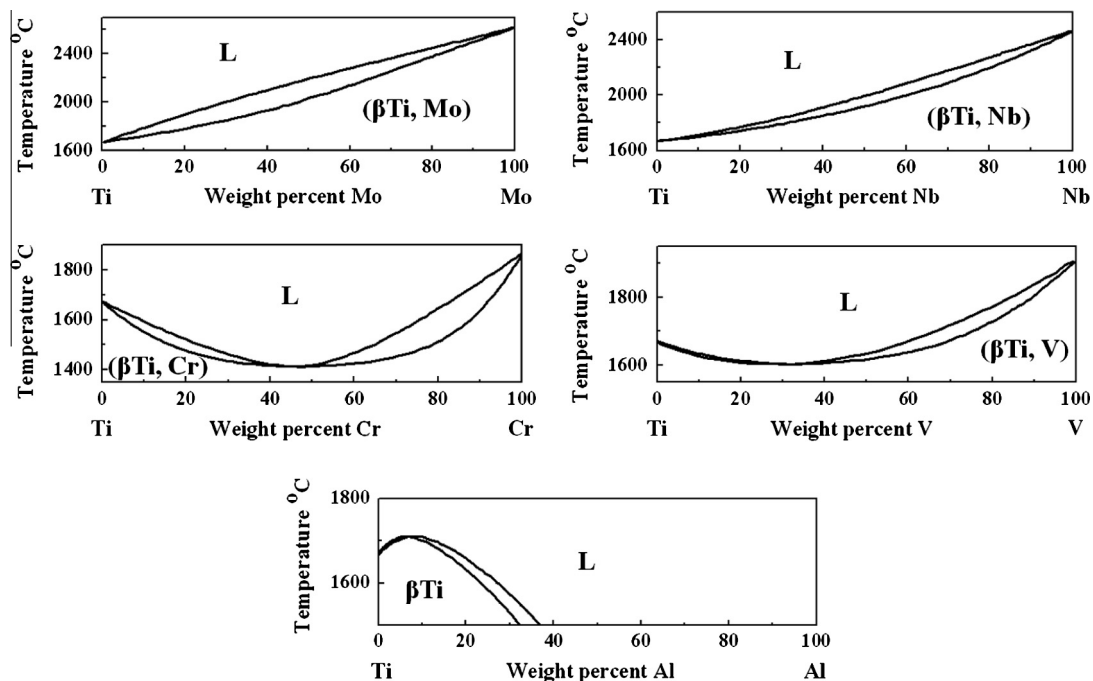 Temperature °C
2400
2000
1600
L
(βTi, Mo)
0 20 40 60 80 100
Ti Weight percent Mo Mo
Temperature °C
2400
2000
1600
L
(βTi, Nb)
0 20 40 60 80 100
Ti Weight percent Nb Nb
Temperature °C
1800
1600
1400
L
(βTi, Cr)
0 20 40 60 80 100
Ti Weight percent Cr Cr
Temperature °C
1800
1600
L
(βTi, V)
0 20 40 60 80 100
Ti Weight percent V V
Temperature °C
1800
1600
L
βTi
0 20 40 60 80 100
Ti Weight percent Al Al